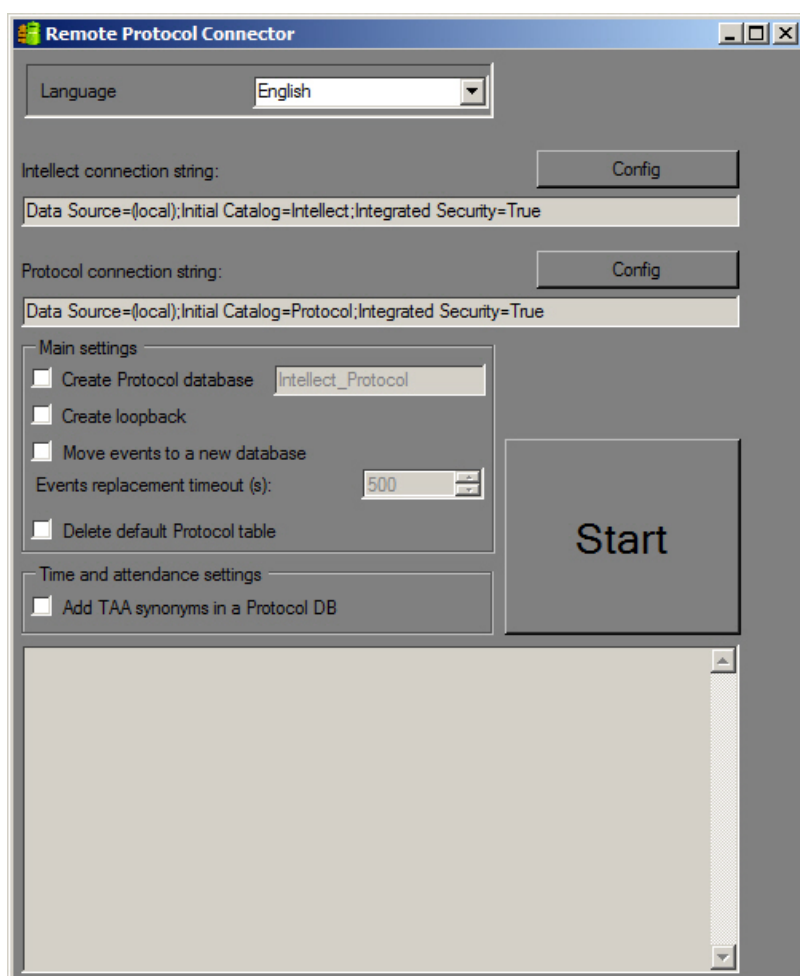 Remote Protocol Connector
Language English
Intellect connection string: Config
Data Source=(local);Initial Catalog=Intellect;Integrated Security=True
Protocol connection string: Config
Data Source=(local);Initial Catalog=Protocol;Integrated Security=True
Main settings
Create Protocol database Intellect_Protocol
Create loopback
Move events to a new database
Events replacement timeout (s): 500
Delete default Protocol table
Start
Time and attendance settings
Add TAA synonyms in a Protocol DB